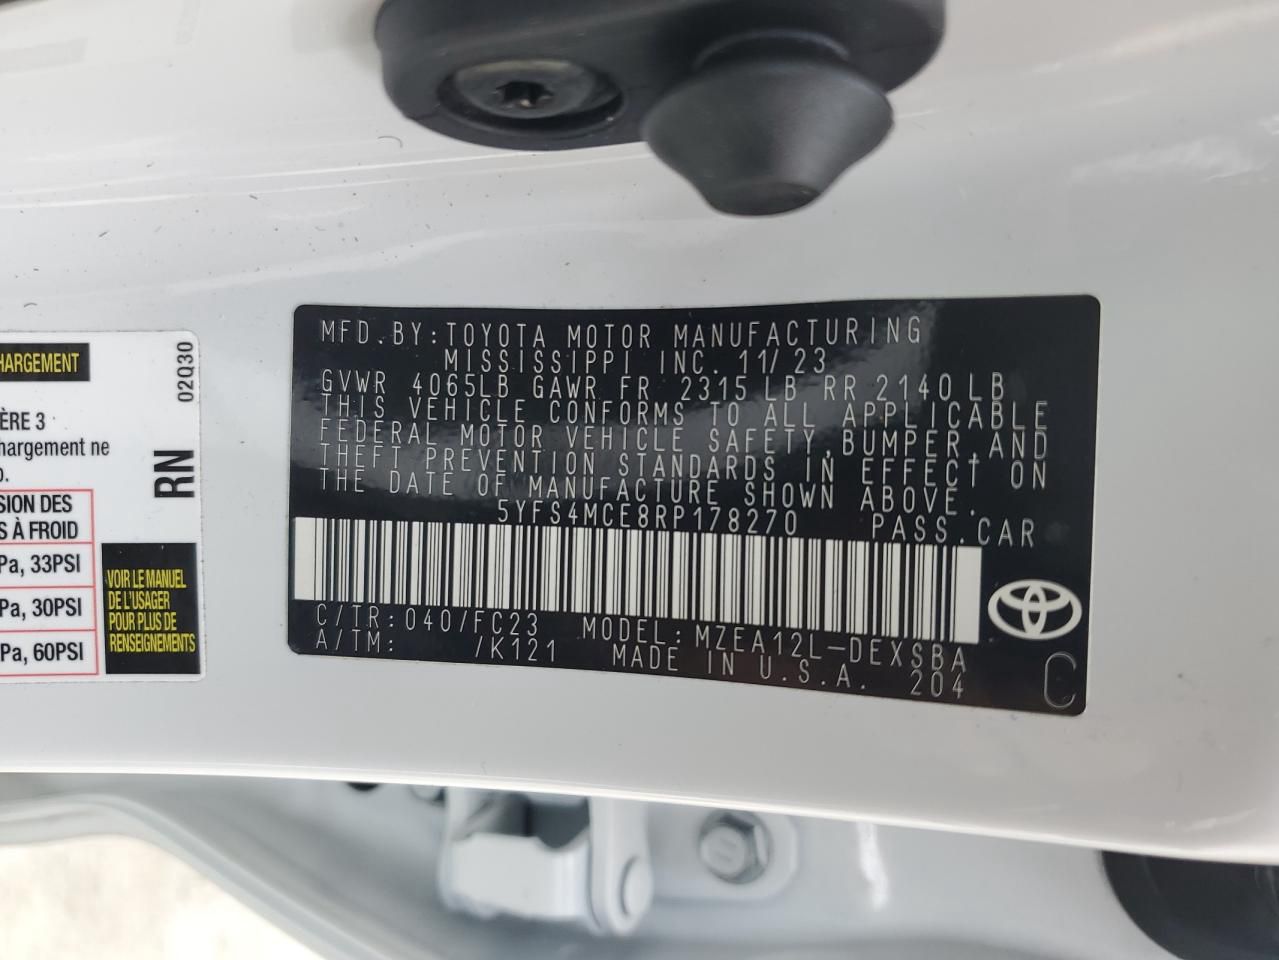 HARGEMENT
02Q30
ÈRE 3
hargement ne
o.
RN
SION DES
S À FROID
Pa, 33PSI
Pa, 30PSI
Pa, 60PSI
VOIR LE MANUEL
DE L'USAGER
POUR PLUS DE
RENSEIGNEMENTS
MFD. BY: TOYOTA MOTOR MANUFACTURING
MISSISSIPPI INC. 11/23
GVWR 4065LB GAWR FR 2315 LB RR 2140 LB
THIS VEHICLE CONFORMS TO ALL APPLICABLE
FEDERAL MOTOR VEHICLE SAFETY, BUMPER, AND
THEFT PREVENTION STANDARDS IN EFFECT ON
THE DATE OF MANUFACTURE SHOWN ABOVE.
5YFS4MCE8RP178270 PASS. CAR
C/TR: 040/FC23 MODEL: MZEA12L-DEXSBA
A/TM: /K121 MADE IN U.S.A. 204
C